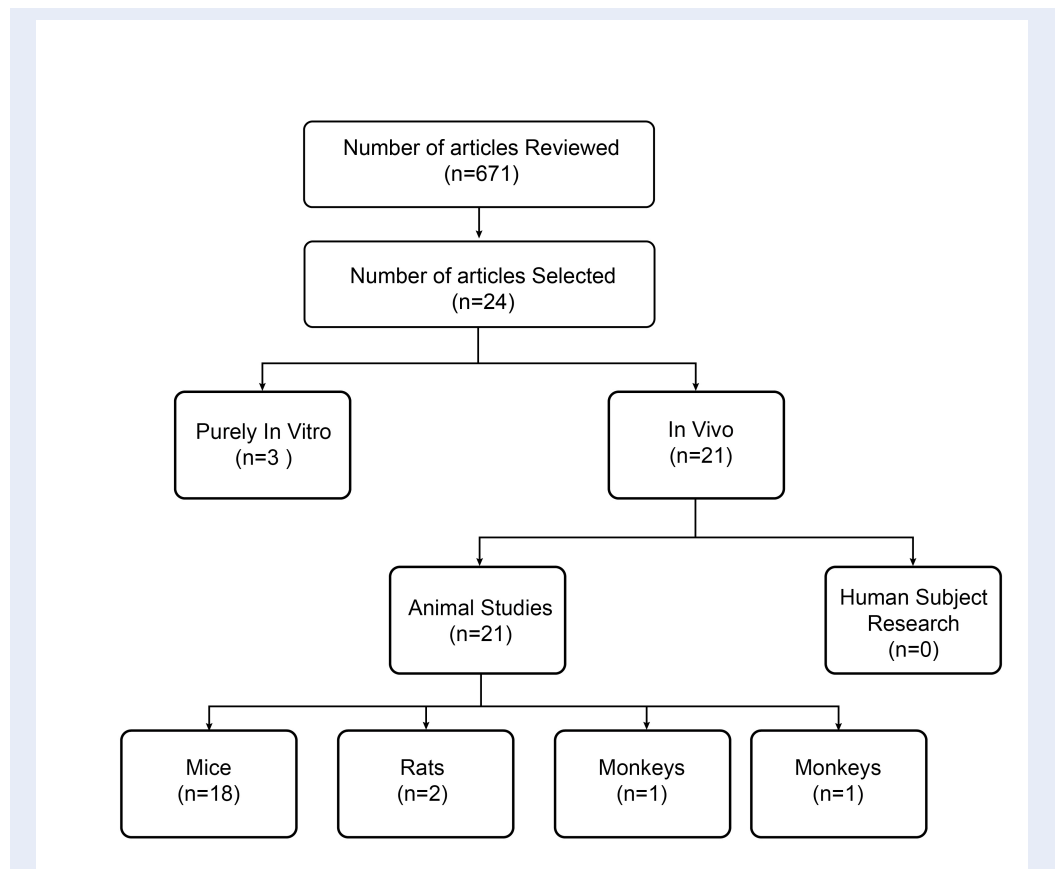 Number of articles Reviewed
(n=671)
Number of articles Selected
(n=24)
Purely In Vitro
(n=3 )
In Vivo
(n=21)
Animal Studies
(n=21)
Human Subject
Research
(n=0)
Mice
(n=18)
Rats
(n=2)
Monkeys
(n=1)
Monkeys
(n=1)